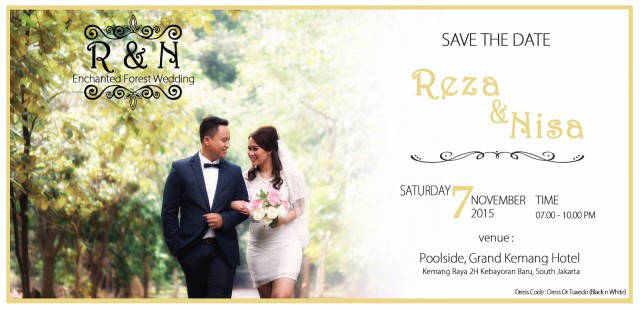 R & N
Enchanted Forest Wedding
SAVE THE DATE
Reza
&
Nisa
SATURDAY 7 NOVEMBER 2015
TIME
07.00 - 10.00 PM
venue :
Poolside, Grand Kemang Hotel
Kemang Raya 2H Kebayoran Baru, South Jakarta
Dress Code : Dress Or Tuxedo (Black n White)